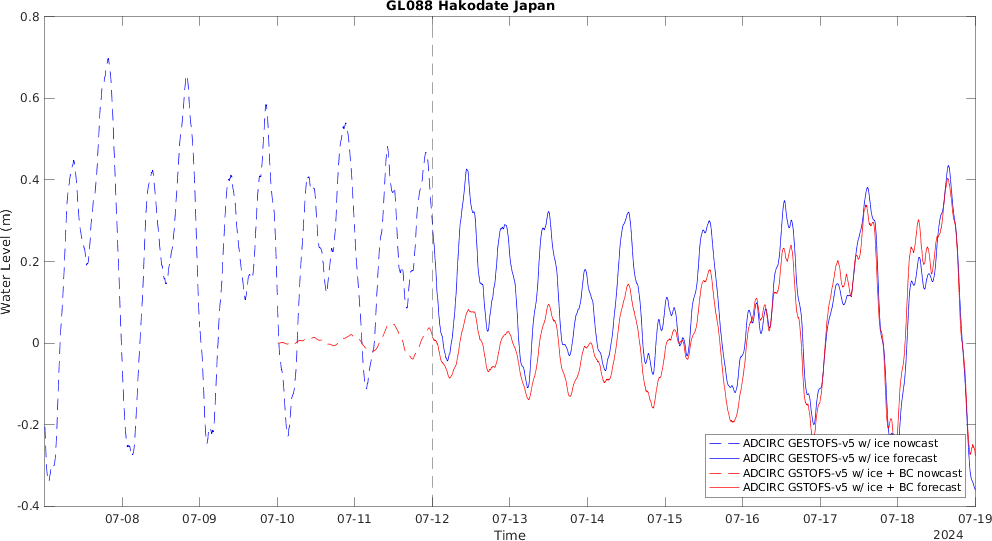 GL088 Hakodate Japan
0.8
0.6
0.4
0.2
0
-0.2
-0.4
Water Level (m)
ADCIRC GESTOFS-v5 w/ ice nowcast
ADCIRC GESTOFS-v5 w/ ice forecast
ADCIRC GSTOFS-v5 w/ ice + BC nowcast
ADCIRC GSTOFS-v5 w/ ice + BC forecast
07-08 07-09 07-10 07-11 07-12 07-13 07-14 07-15 07-16 07-17 07-18 07-19
Time
2024